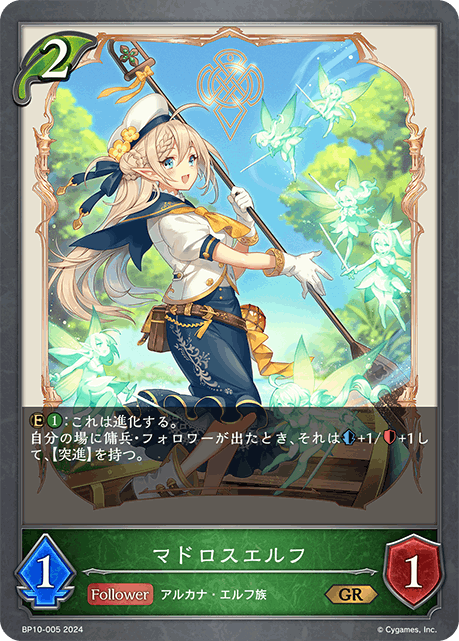 2
E 1:これは進化する。
自分の場に傭兵・フォロワーが出たとき、それは+1/+1し
て、【突進】を持つ。
マドロスエルフ
1
Follower アルカナ・エルフ族 GR
1
BP10-005 2024 © Cygames, Inc.